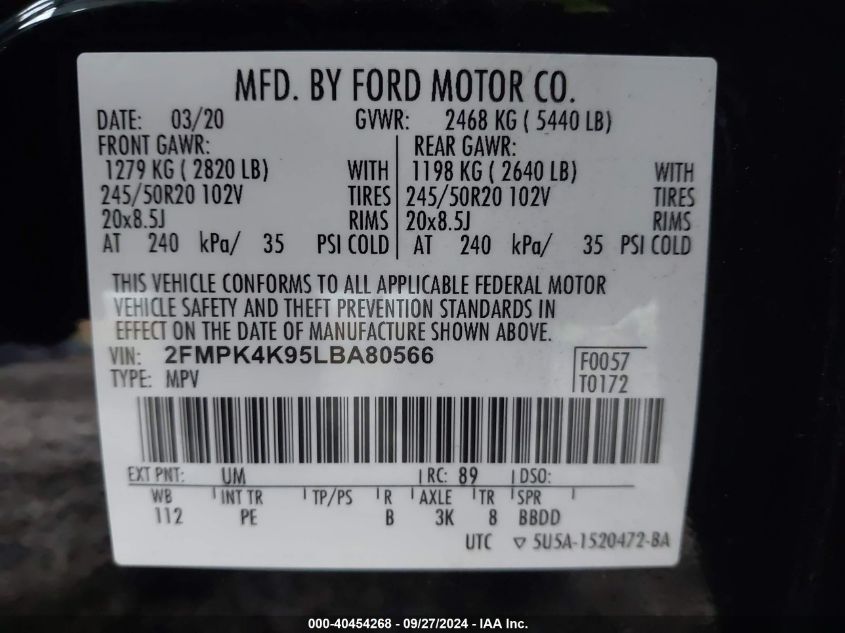 MFD. BY FORD MOTOR CO.
DATE: 03/20 GVWR: 2468 KG ( 5440 LB)
FRONT GAWR: REAR GAWR:
1279 KG ( 2820 LB) WITH 1198 KG ( 2640 LB) WITH
245/50R20 102V TIRES 245/50R20 102V TIRES
20x8.5J RIMS 20x8.5J RIMS
AT 240 kPa/ 35 PSI COLD AT 240 kPa/ 35 PSI COLD
THIS VEHICLE CONFORMS TO ALL APPLICABLE FEDERAL MOTOR
VEHICLE SAFETY AND THEFT PREVENTION STANDARDS IN
EFFECT ON THE DATE OF MANUFACTURE SHOWN ABOVE.
VIN: 2FMPK4K95LBA80566 F0057
TYPE: MPV T0172
EXT PNT: UM RC: 89 DSO:
WB INT TR TP/PS R AXLE TR SPR
112 PE B 3K 8 BBDD
UTC ▽ 5U5A-1520472-BA
000-40454268 - 09/27/2024 - IAA Inc.